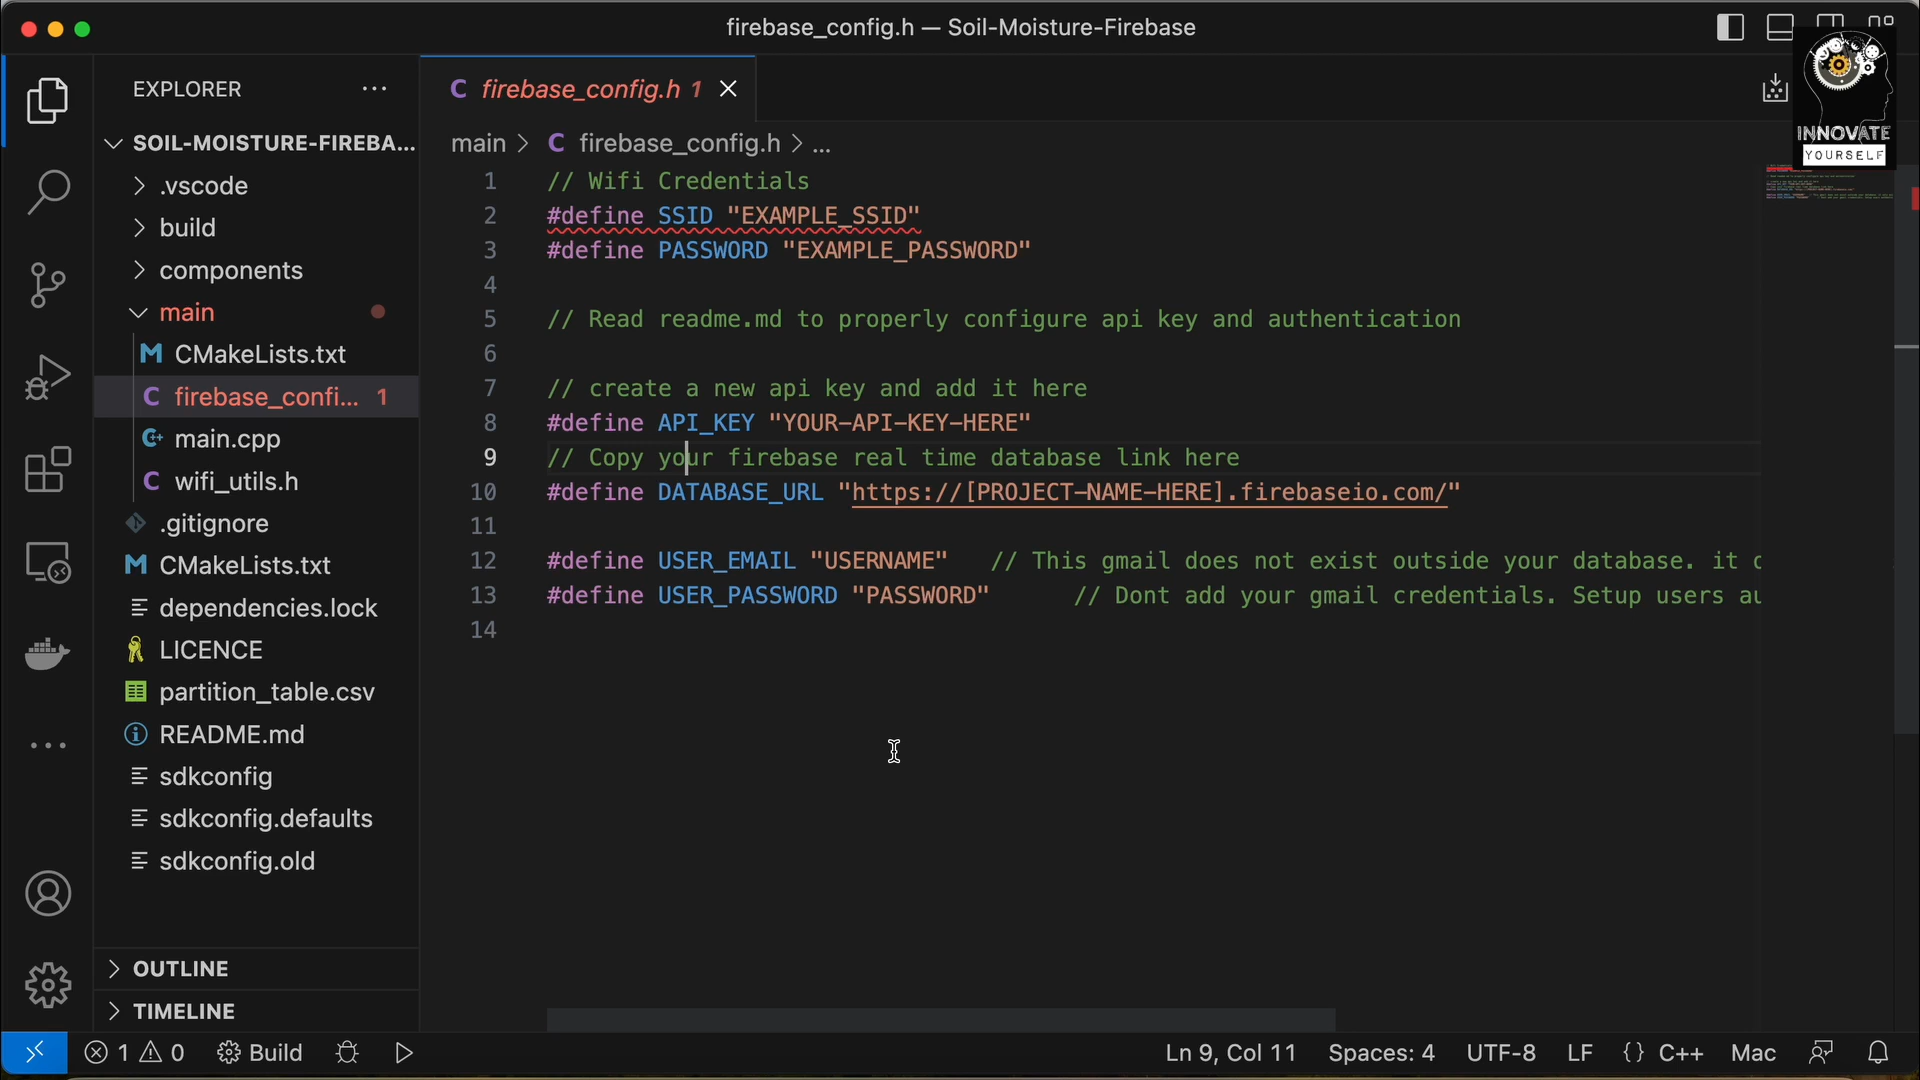 firebase_config.h — Soil-Moisture-Firebase
INNOVATE
YOURSELF
EXPLORER
SOIL-MOISTURE-FIREBA...
.vscode
build
components
main
CMakeLists.txt
firebase_confi... 1
main.cpp
wifi_utils.h
.gitignore
CMakeLists.txt
dependencies.lock
LICENCE
partition_table.csv
README.md
sdkconfig
sdkconfig.defaults
sdkconfig.old
OUTLINE
TIMELINE
firebase_config.h 1
main > C firebase_config.h > ...
1 // Wifi Credentials
2 #define SSID "EXAMPLE_SSID"
3 #define PASSWORD "EXAMPLE_PASSWORD"
4
5 // Read readme.md to properly configure api key and authentication
6
7 // create a new api key and add it here
8 #define API_KEY "YOUR-API-KEY-HERE"
9 // Copy your firebase real time database link here
10 #define DATABASE_URL "https://[PROJECT-NAME-HERE].firebaseio.com/"
11
12 #define USER_EMAIL "USERNAME" // This gmail does not exist outside your database. it
13 #define USER_PASSWORD "PASSWORD" // Dont add your gmail credentials. Setup users au
14
1 0 Build
Ln 9, Col 11 Spaces: 4 UTF-8 LF {} C++ Mac